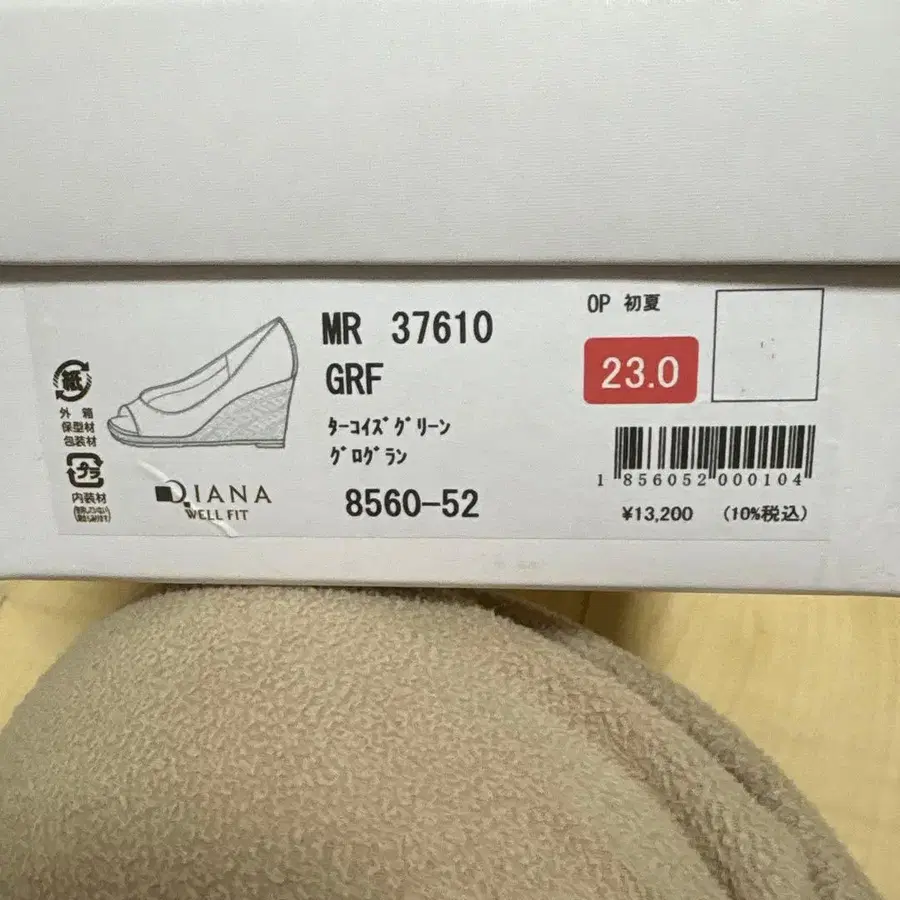 MR 37610
GRF
ﾀｰｺｲｽﾞｸﾞﾘｰﾝ
ｸﾞﾛｸﾞﾗﾝ
8560-52
OP 初夏
23.0
1 856052 000104
¥13,200 (10%税込)
紙
外 箱
保型材
包装材
プラ
内装材
DIANA
WELL FIT